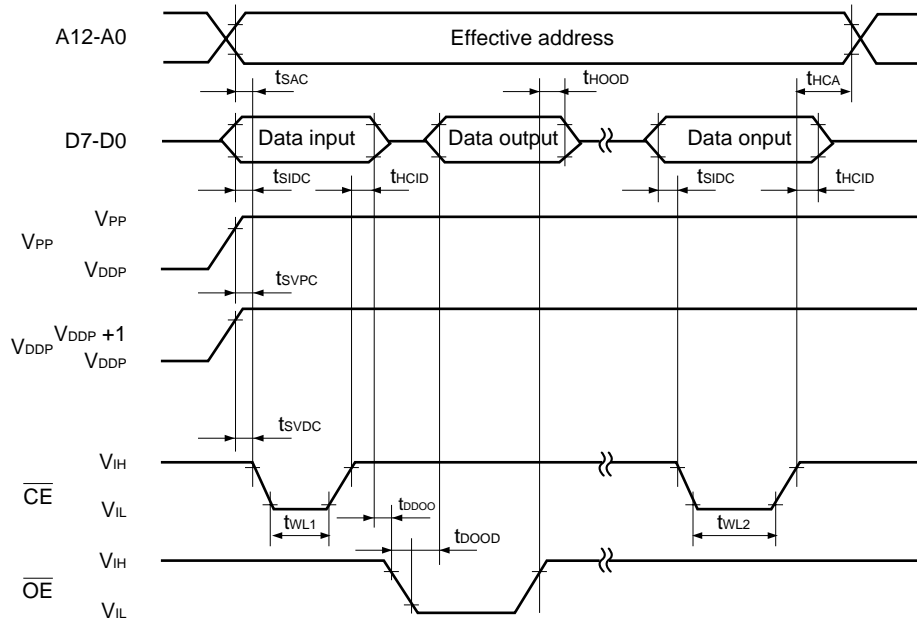 A12-A0
Effective address
tSAC
tHOOD
tHCA
D7-D0
Data input
Data output
Data onput
tSIDC
tHCID
tSIDC
tHCID
VPP
VPP
VDDP
tSVPC
VDDP +1
VDDP
VDDP
tSVDC
VIH
CE
VIL
tWL1
tDDOO
tWL2
tDOOD
VIH
OE
VIL